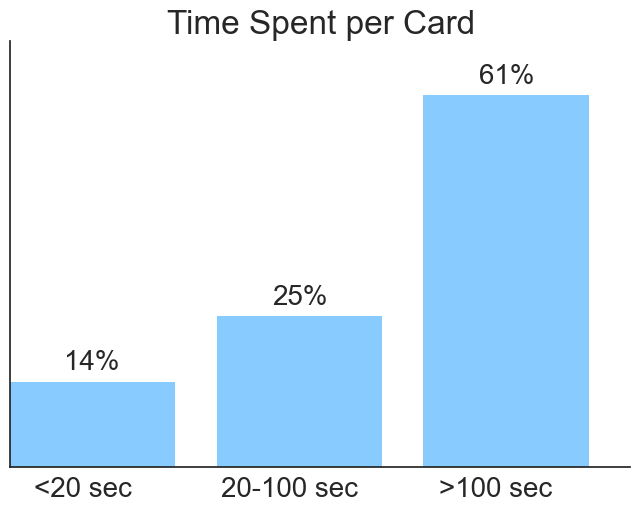 Time Spent per Card
61%
25%
14%
<20 sec
20-100 sec
>100 sec